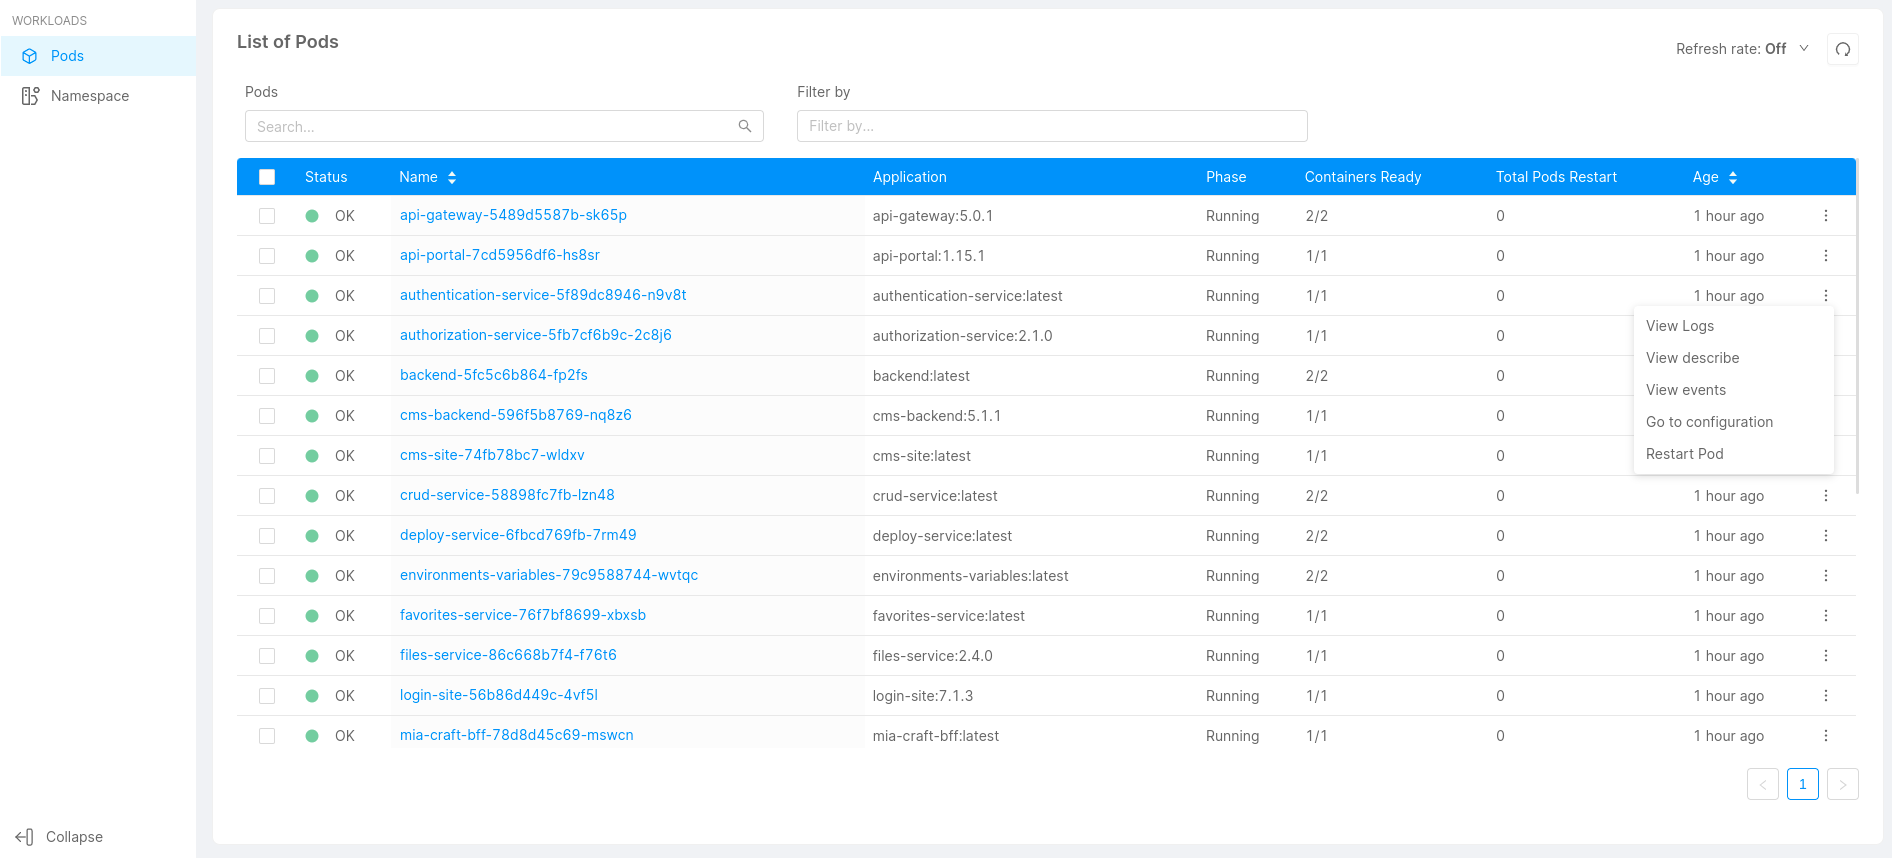 WORKLOADS
Pods
Namespace
Collapse
List of Pods
Refresh rate: Off
Pods
Filter by
Search...
Filter by...
Status Name Application Phase Containers Ready Total Pods Restart Age
OK api-gateway-5489d5587b-sk65p api-gateway:5.0.1 Running 2/2 0 1 hour ago
OK api-portal-7cd5956df6-hs8sr api-portal:1.15.1 Running 1/1 0 1 hour ago
OK authentication-service-5f89dc8946-n9v8t authentication-service:latest Running 1/1 0 1 hour ago
OK authorization-service-5fb7cf6b9c-2c8j6 authorization-service:2.1.0 Running 1/1 0
OK backend-5fc5c6b864-fp2fs backend:latest Running 2/2 0
OK cms-backend-596f5b8769-nq8z6 cms-backend:5.1.1 Running 1/1 0
OK cms-site-74fb78bc7-wldxv cms-site:latest Running 1/1 0
View Logs
View describe
View events
Go to configuration
Restart Pod
OK crud-service-58898fc7fb-lzn48 crud-service:latest Running 2/2 0 1 hour ago
OK deploy-service-6fbcd769fb-7rm49 deploy-service:latest Running 2/2 0 1 hour ago
OK environments-variables-79c9588744-wvtqc environments-variables:latest Running 2/2 0 1 hour ago
OK favorites-service-76f7bf8699-xbxsb favorites-service:latest Running 1/1 0 1 hour ago
OK files-service-86c668b7f4-f76t6 files-service:2.4.0 Running 1/1 0 1 hour ago
OK login-site-56b86d449c-4vf5l login-site:7.1.3 Running 1/1 0 1 hour ago
OK mia-craft-bff-78d8d45c69-mswcn mia-craft-bff:latest Running 1/1 0 1 hour ago
1